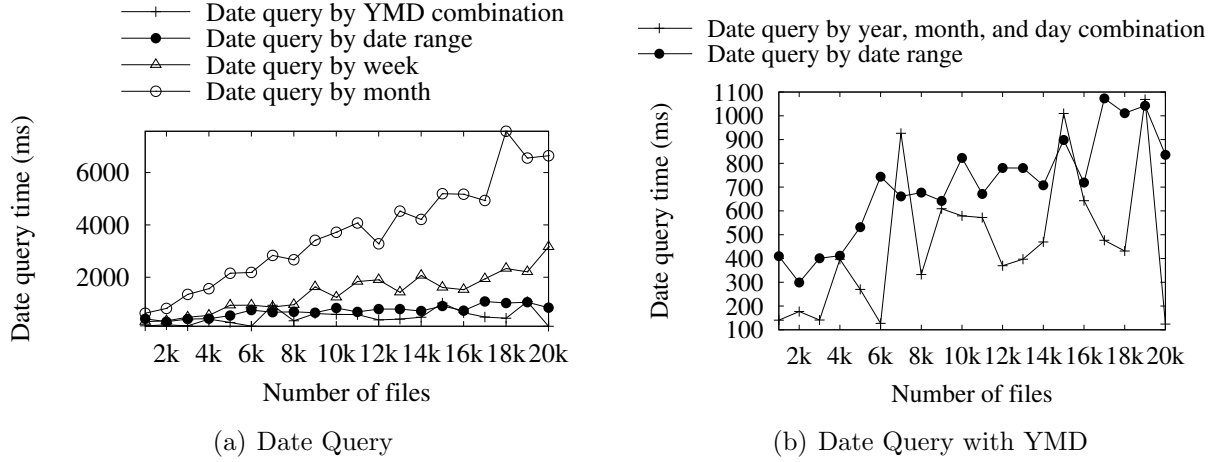 Date query by YMD combination
Date query by date range
Date query by week
Date query by month
Date query time (ms)
6000
4000
2000
2k 4k 6k 8k 10k 12k 14k 16k 18k 20k
Number of files
(a) Date Query
Date query by year, month, and day combination
Date query by date range
Date query time (ms)
1100
1000
900
800
700
600
500
400
300
200
100
2k 4k 6k 8k 10k 12k 14k 16k 18k 20k
Number of files
(b) Date Query with YMD